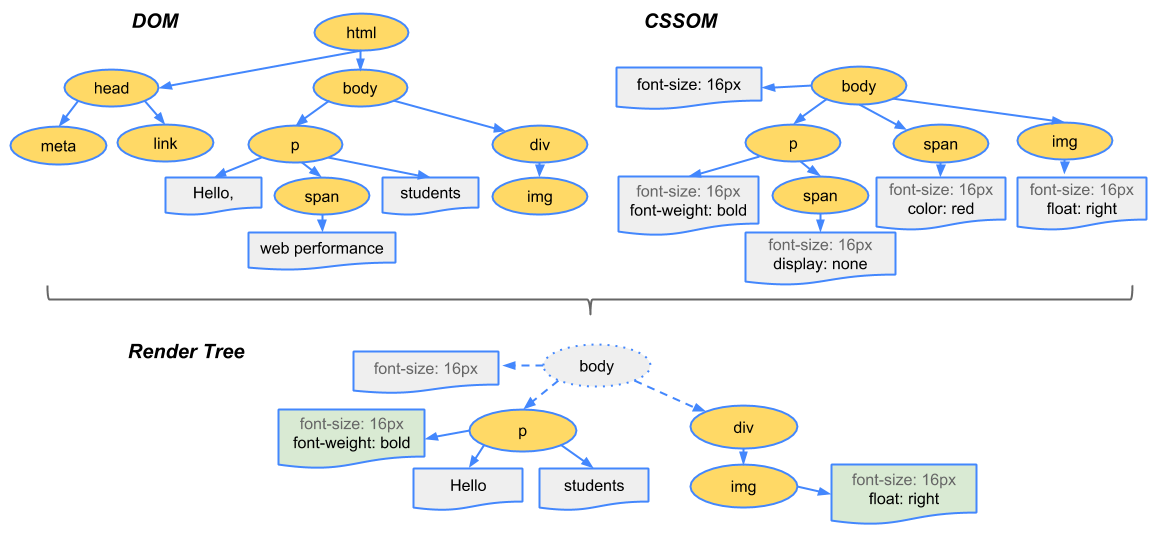 DOM
html
head
body
meta
link
p
div
Hello,
span
students
img
web performance
CSSOM
font-size: 16px
body
p
span
img
font-size: 16px
font-weight: bold
span
font-size: 16px
color: red
font-size: 16px
float: right
font-size: 16px
display: none
Render Tree
font-size: 16px
body
font-size: 16px
font-weight: bold
p
div
Hello
students
img
font-size: 16px
float: right